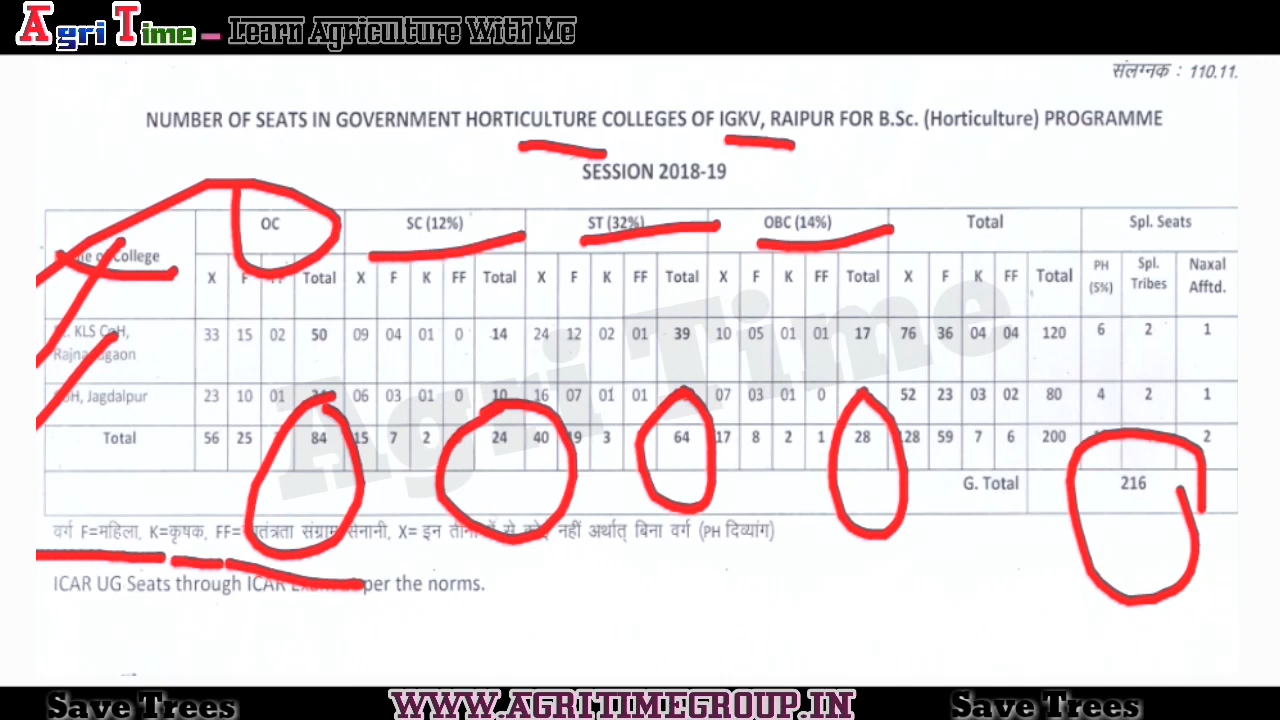 Agri Time – Learn Agriculture With Me
संलग्नक : 110.11.
NUMBER OF SEATS IN GOVERNMENT HORTICULTURE COLLEGES OF IGKV, RAIPUR FOR B.Sc. (Horticulture) PROGRAMME
SESSION 2018-19
OC SC (12%) ST (32%) OBC (14%) Total Spl. Seats
College
X F Total X F K FF Total X F K FF Total X F K FF Total X F K FF Total PH (5%) Spl. Tribes Naxal Afftd.
KLS CoH, 33 15 02 50 09 04 01 0 14 24 12 02 01 39 10 05 01 01 17 76 36 04 04 120 6 2 1
Jagdalpur 23 10 01 06 03 01 0 10 16 07 01 01 07 03 01 0 52 23 03 02 80 4 2 1
Total 56 25 84 15 7 2 24 40 19 3 64 17 8 2 1 28 128 59 7 6 200 2
G. Total 216
वर्ग F=महिला, K=कृषक, FF= संग्राम सेनानी, X= इन से कोई नहीं अर्थात् बिना वर्ग (PH दिव्यांग)
ICAR UG Seats through ICAR per the norms.
Agri Time
Save Trees WWW.AGRITIMEGROUP.IN Save Trees